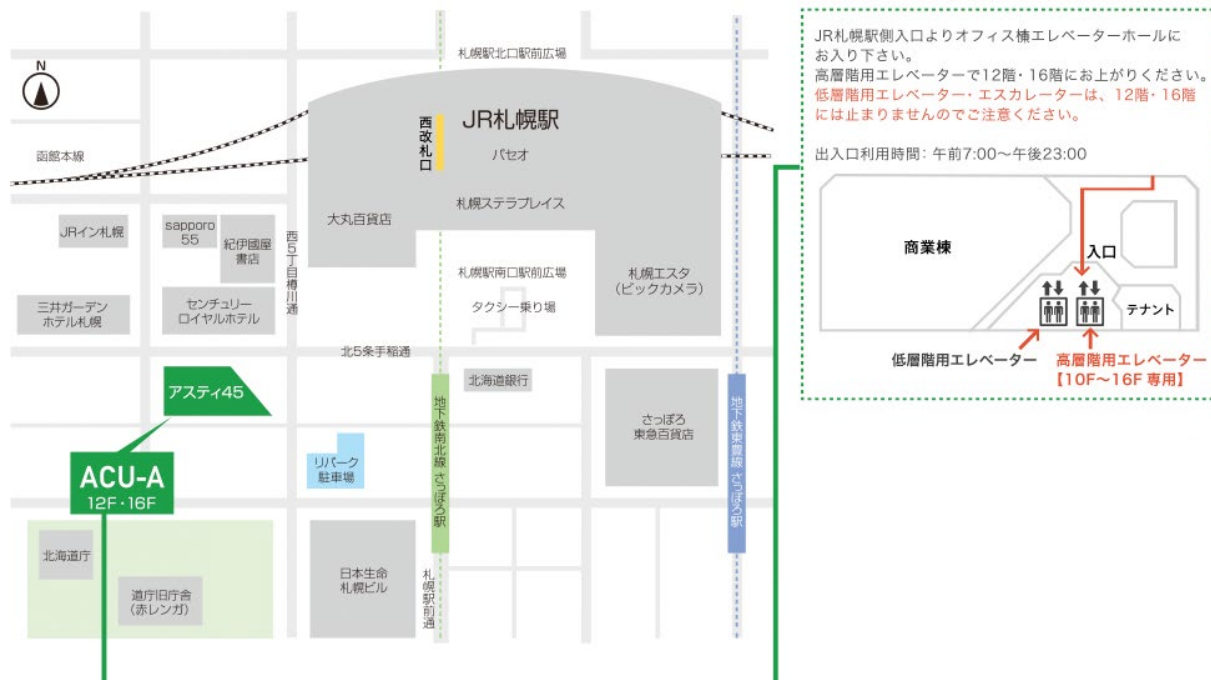 札幌駅北口駅前広場
N
JR札幌駅
西改札口
パセオ
函館本線
札幌ステラプレイス
大丸百貨店
JRイン札幌
sapporo
55
紀伊國屋
書店
西5丁目樽川通
札幌駅南口駅前広場
札幌エスタ
(ビックカメラ)
タクシー乗り場
三井ガーデン
ホテル札幌
センチュリー
ロイヤルホテル
北5条手稲通
アスティ45
北海道銀行
地下鉄南北線 さっぽろ駅
さっぽろ
東急百貨店
地下鉄東豊線 さっぽろ駅
ACU-A
12F・16F
リパーク
駐車場
北海道庁
道庁旧庁舎
(赤レンガ)
日本生命
札幌ビル
札幌駅前通
JR札幌駅側入口よりオフィス棟エレベーターホールに
お入り下さい。
高層階用エレベーターで12階・16階にお上がりください。
低層階用エレベーター・エスカレーターは、12階・16階
には止まりませんのでご注意ください。
出入口利用時間：午前7:00〜午後23:00
商業棟
入口
テナント
低層階用エレベーター
高層階用エレベーター
【10F〜16F 専用】